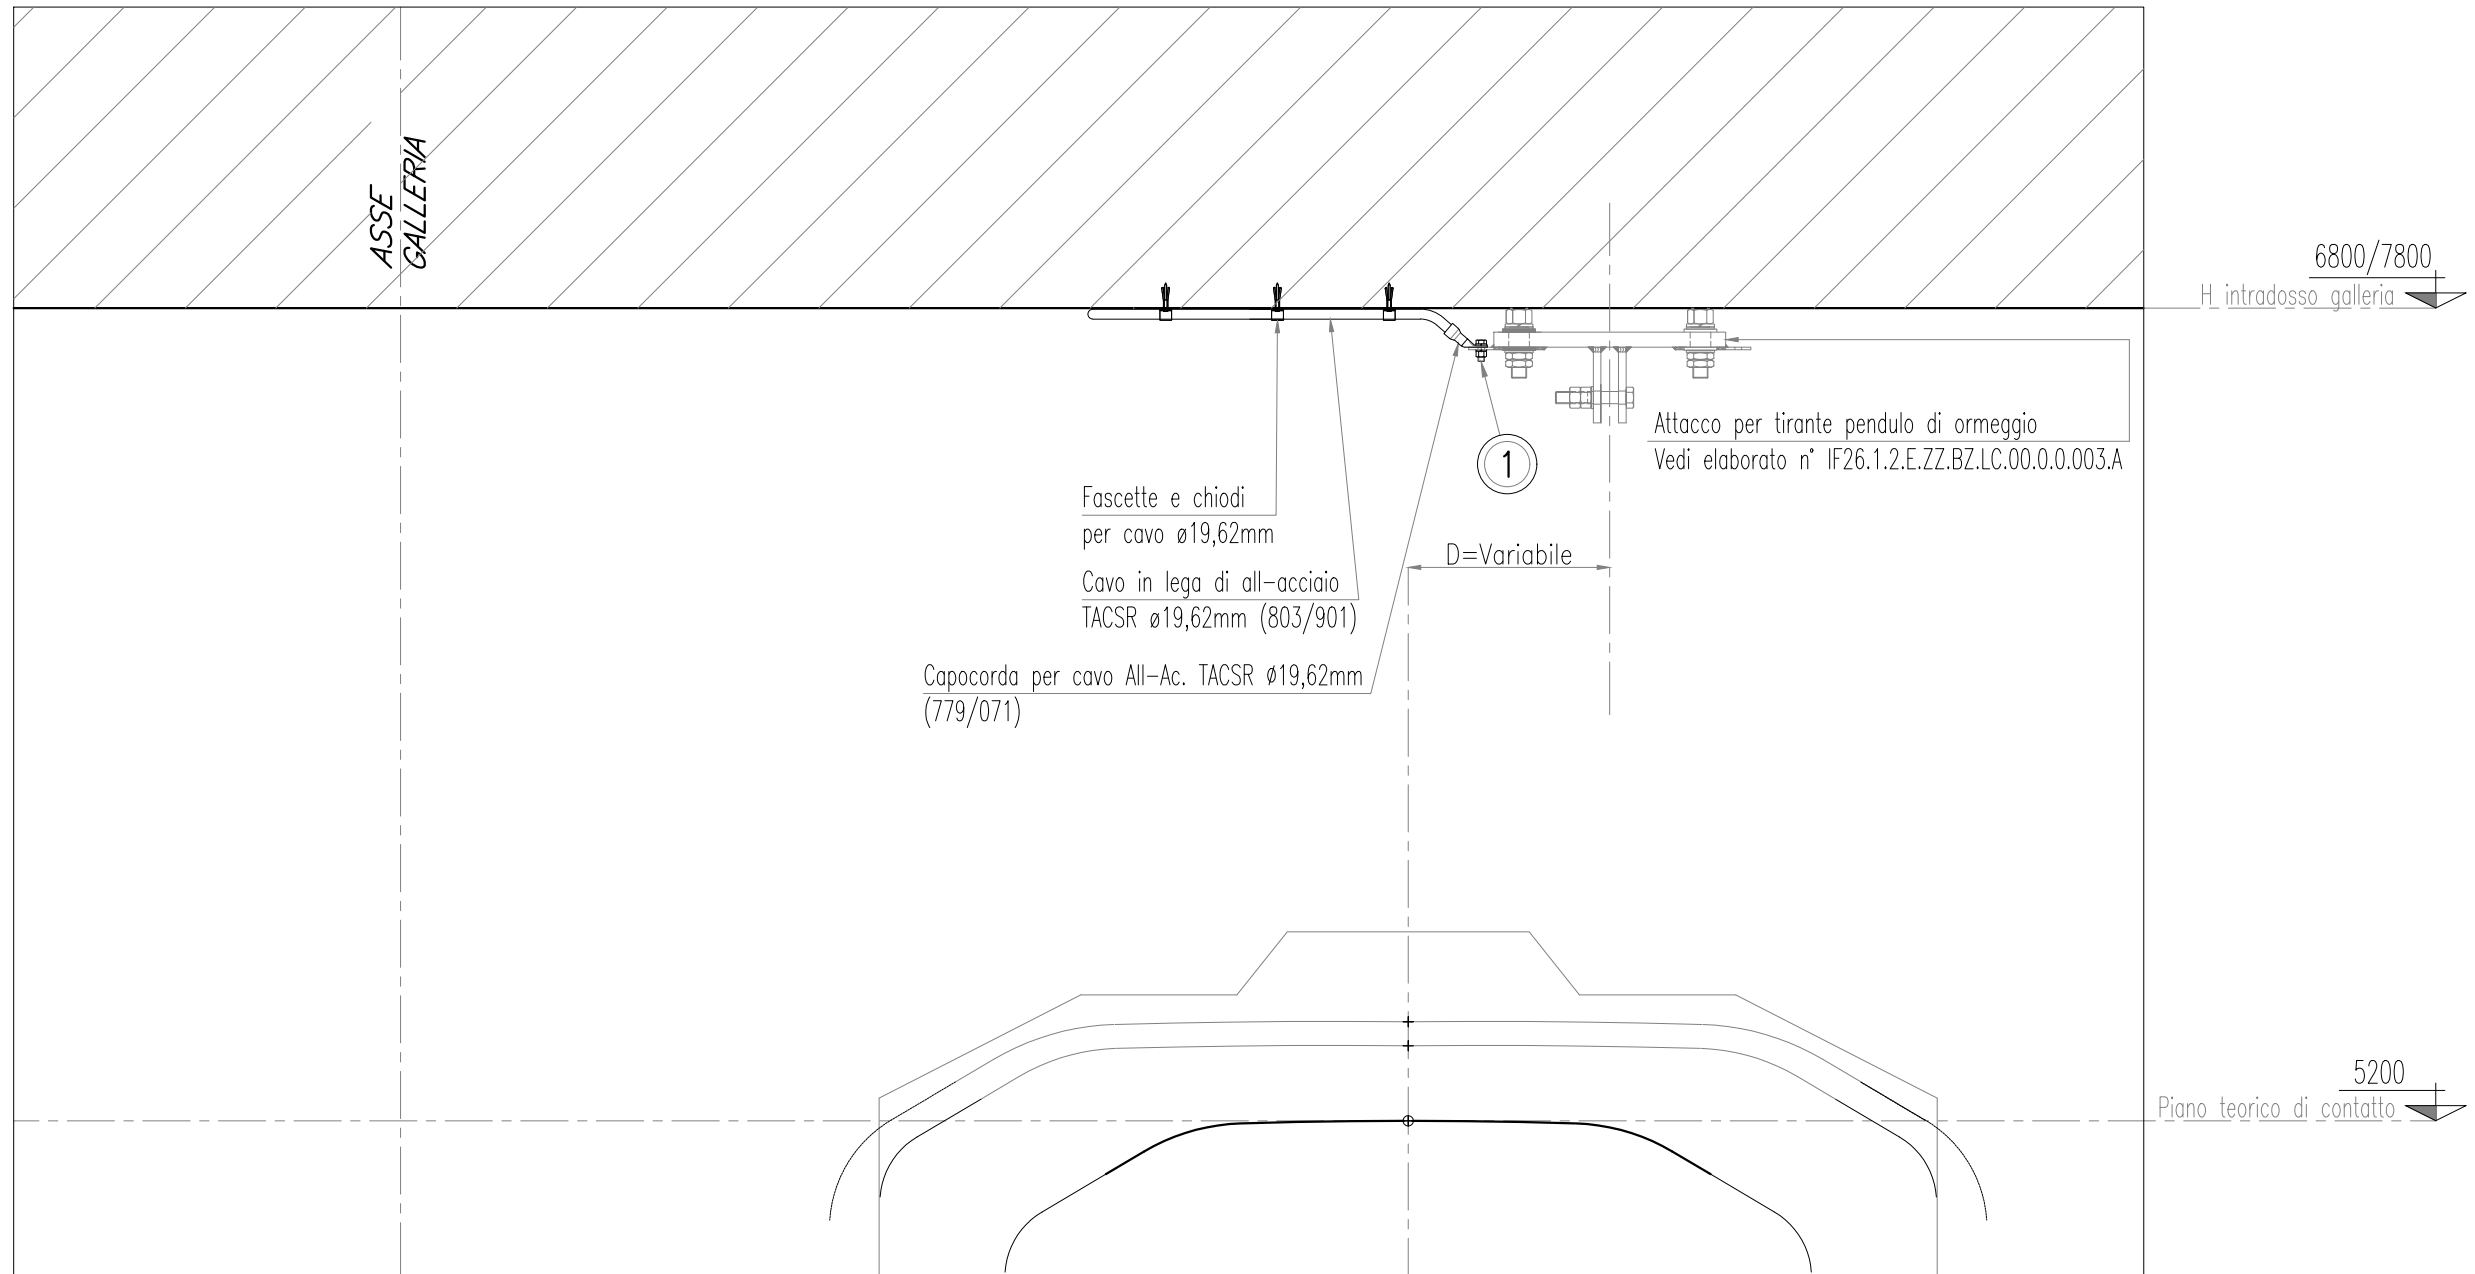 ASSE
GALLERIA
6800/7800
H intradosso galleria
Attacco per tirante pendulo di ormeggio
Vedi elaborato n° IF26.1.2.E.ZZ.BZ.LC.00.0.0.003.A
1
Fascette e chiodi
per cavo ø19,62mm
D=Variabile
Cavo in lega di all-acciaio
TACSR ø19,62mm (803/901)
Capocorda per cavo All-Ac. TACSR Ø19,62mm
(779/071)
5200
Piano teorico di contatto